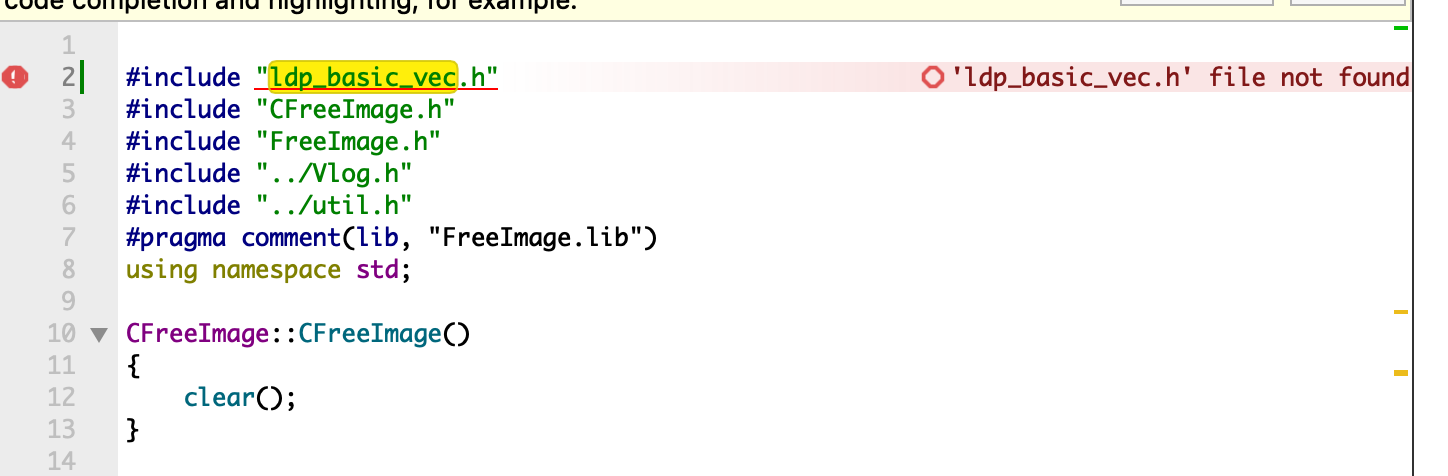 code completion and highlighting, for example.
1
2 #include "ldp_basic_vec.h" 'ldp_basic_vec.h' file not found
3 #include "CFreeImage.h"
4 #include "FreeImage.h"
5 #include "../Vlog.h"
6 #include "../util.h"
7 #pragma comment(lib, "FreeImage.lib")
8 using namespace std;
9
10 CFreeImage::CFreeImage()
11 {
12 clear();
13 }
14